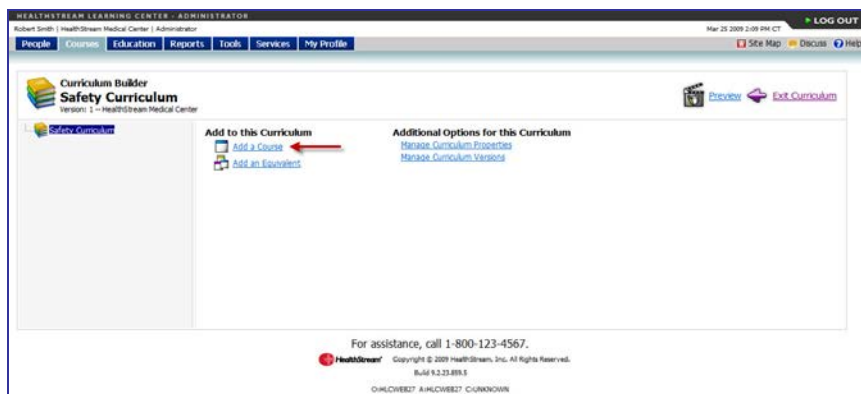 HEALTHSTREAM LEARNING CENTER - ADMINISTRATOR
LOG OUT
Robert Smith | Health Stream Medical Center | Administrator
Mar 25 2009 2:09 PM CT
People Courses Education Reports Tools Services My Profile
Site Map Discuss Help
Curriculum Builder
Safety Curriculum
Version: 1 -- HealthStream Medical Center
Preview Exit Curriculum
Safety Curriculum
Add to this Curriculum
Add a Course
Add an Equivalent
Additional Options for this Curriculum
Manage Curriculum Properties
Manage Curriculum Versions
For assistance, call 1-800-123-4567.
HealthStream Copyright © 2009 HealthStream, Inc. All Rights Reserved.
Build 9.2.23.859.5
O:HLCWEB27 A:HLCWEB27 C:UNKNOWN